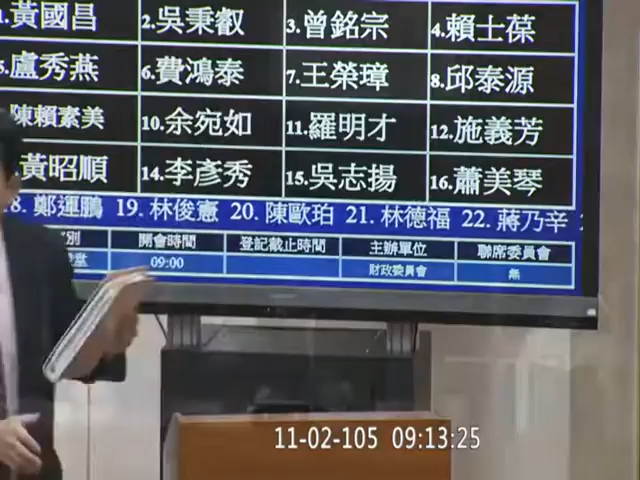 1.黃國昌 2.吳秉叡 3.曾銘宗 4.賴士葆
5.盧秀燕 6.費鴻泰 7.王榮璋 8.邱泰源
陳賴素美 10.余宛如 11.羅明才 12.施義芳
.黃昭順 14.李彥秀 15.吳志揚 16.蕭美琴
18. 鄭運鵬 19. 林俊憲 20. 陳歐珀 21. 林德福 22. 蔣乃辛 2
別 開會時間 登記截止時間 主辦單位 聯席委員會
堂 09:00 財政委員會 無
11-02-105 09:13:25